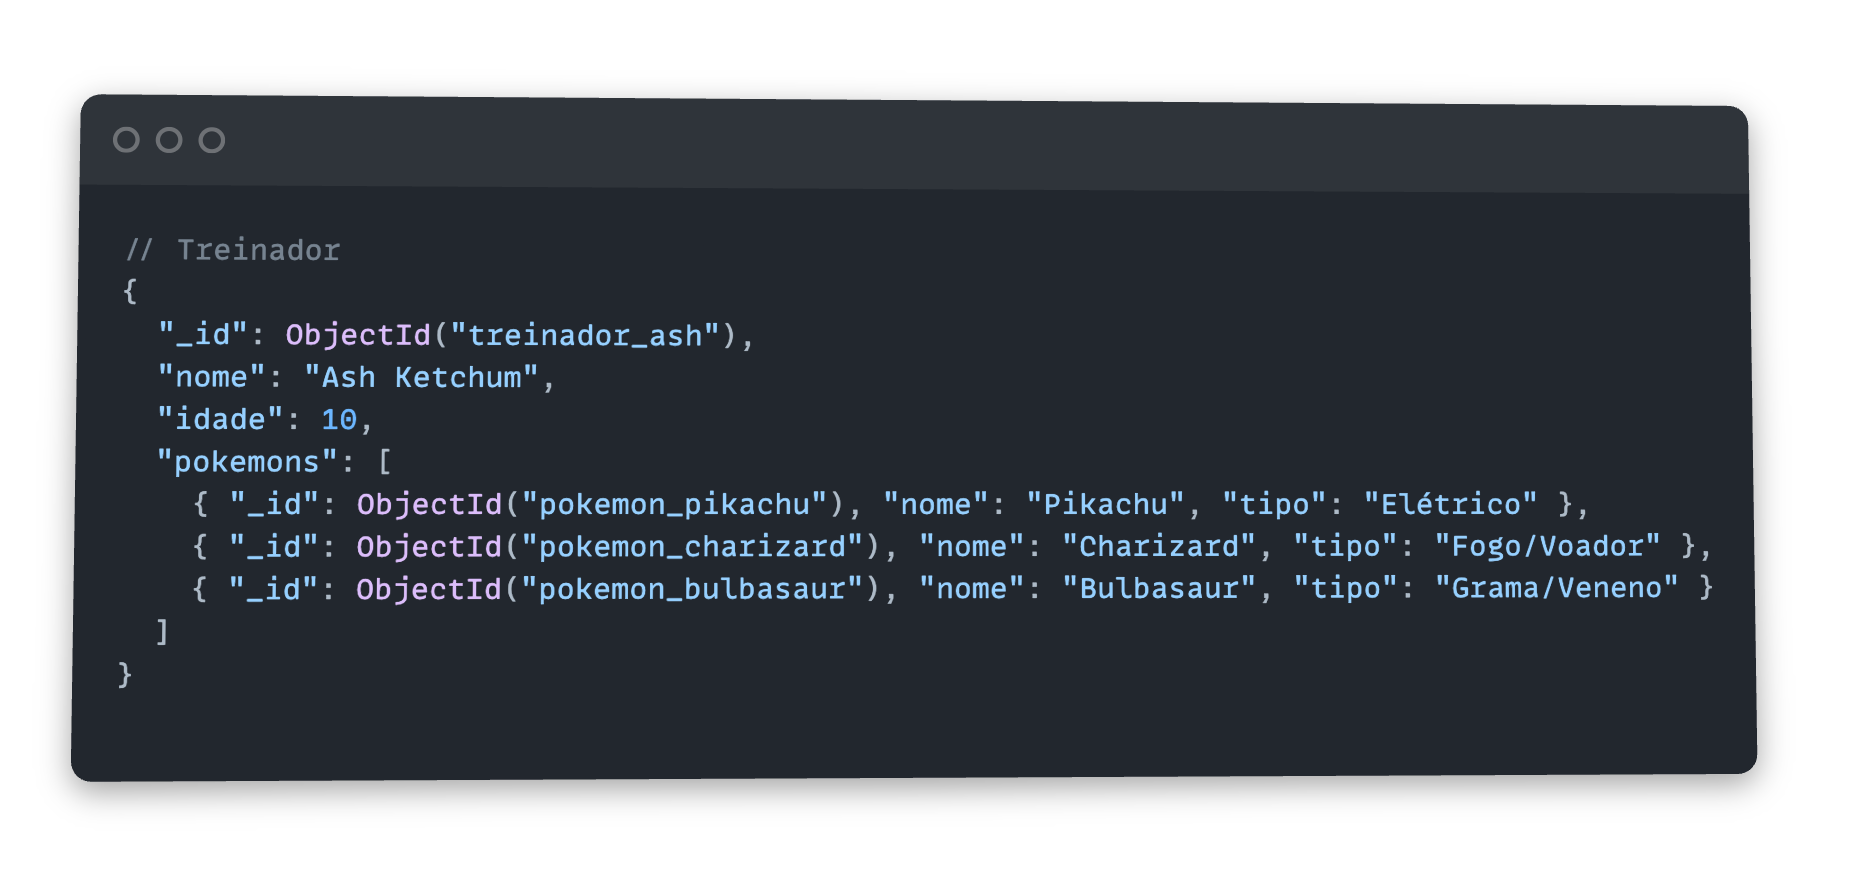 // Treinador
{
  "_id": ObjectId("treinador_ash"),
  "nome": "Ash Ketchum",
  "idade": 10,
  "pokemons": [
    { "_id": ObjectId("pokemon_pikachu"), "nome": "Pikachu", "tipo": "Elétrico" },
    { "_id": ObjectId("pokemon_charizard"), "nome": "Charizard", "tipo": "Fogo/Voador" },
    { "_id": ObjectId("pokemon_bulbasaur"), "nome": "Bulbasaur", "tipo": "Grama/Veneno" }
  ]
}